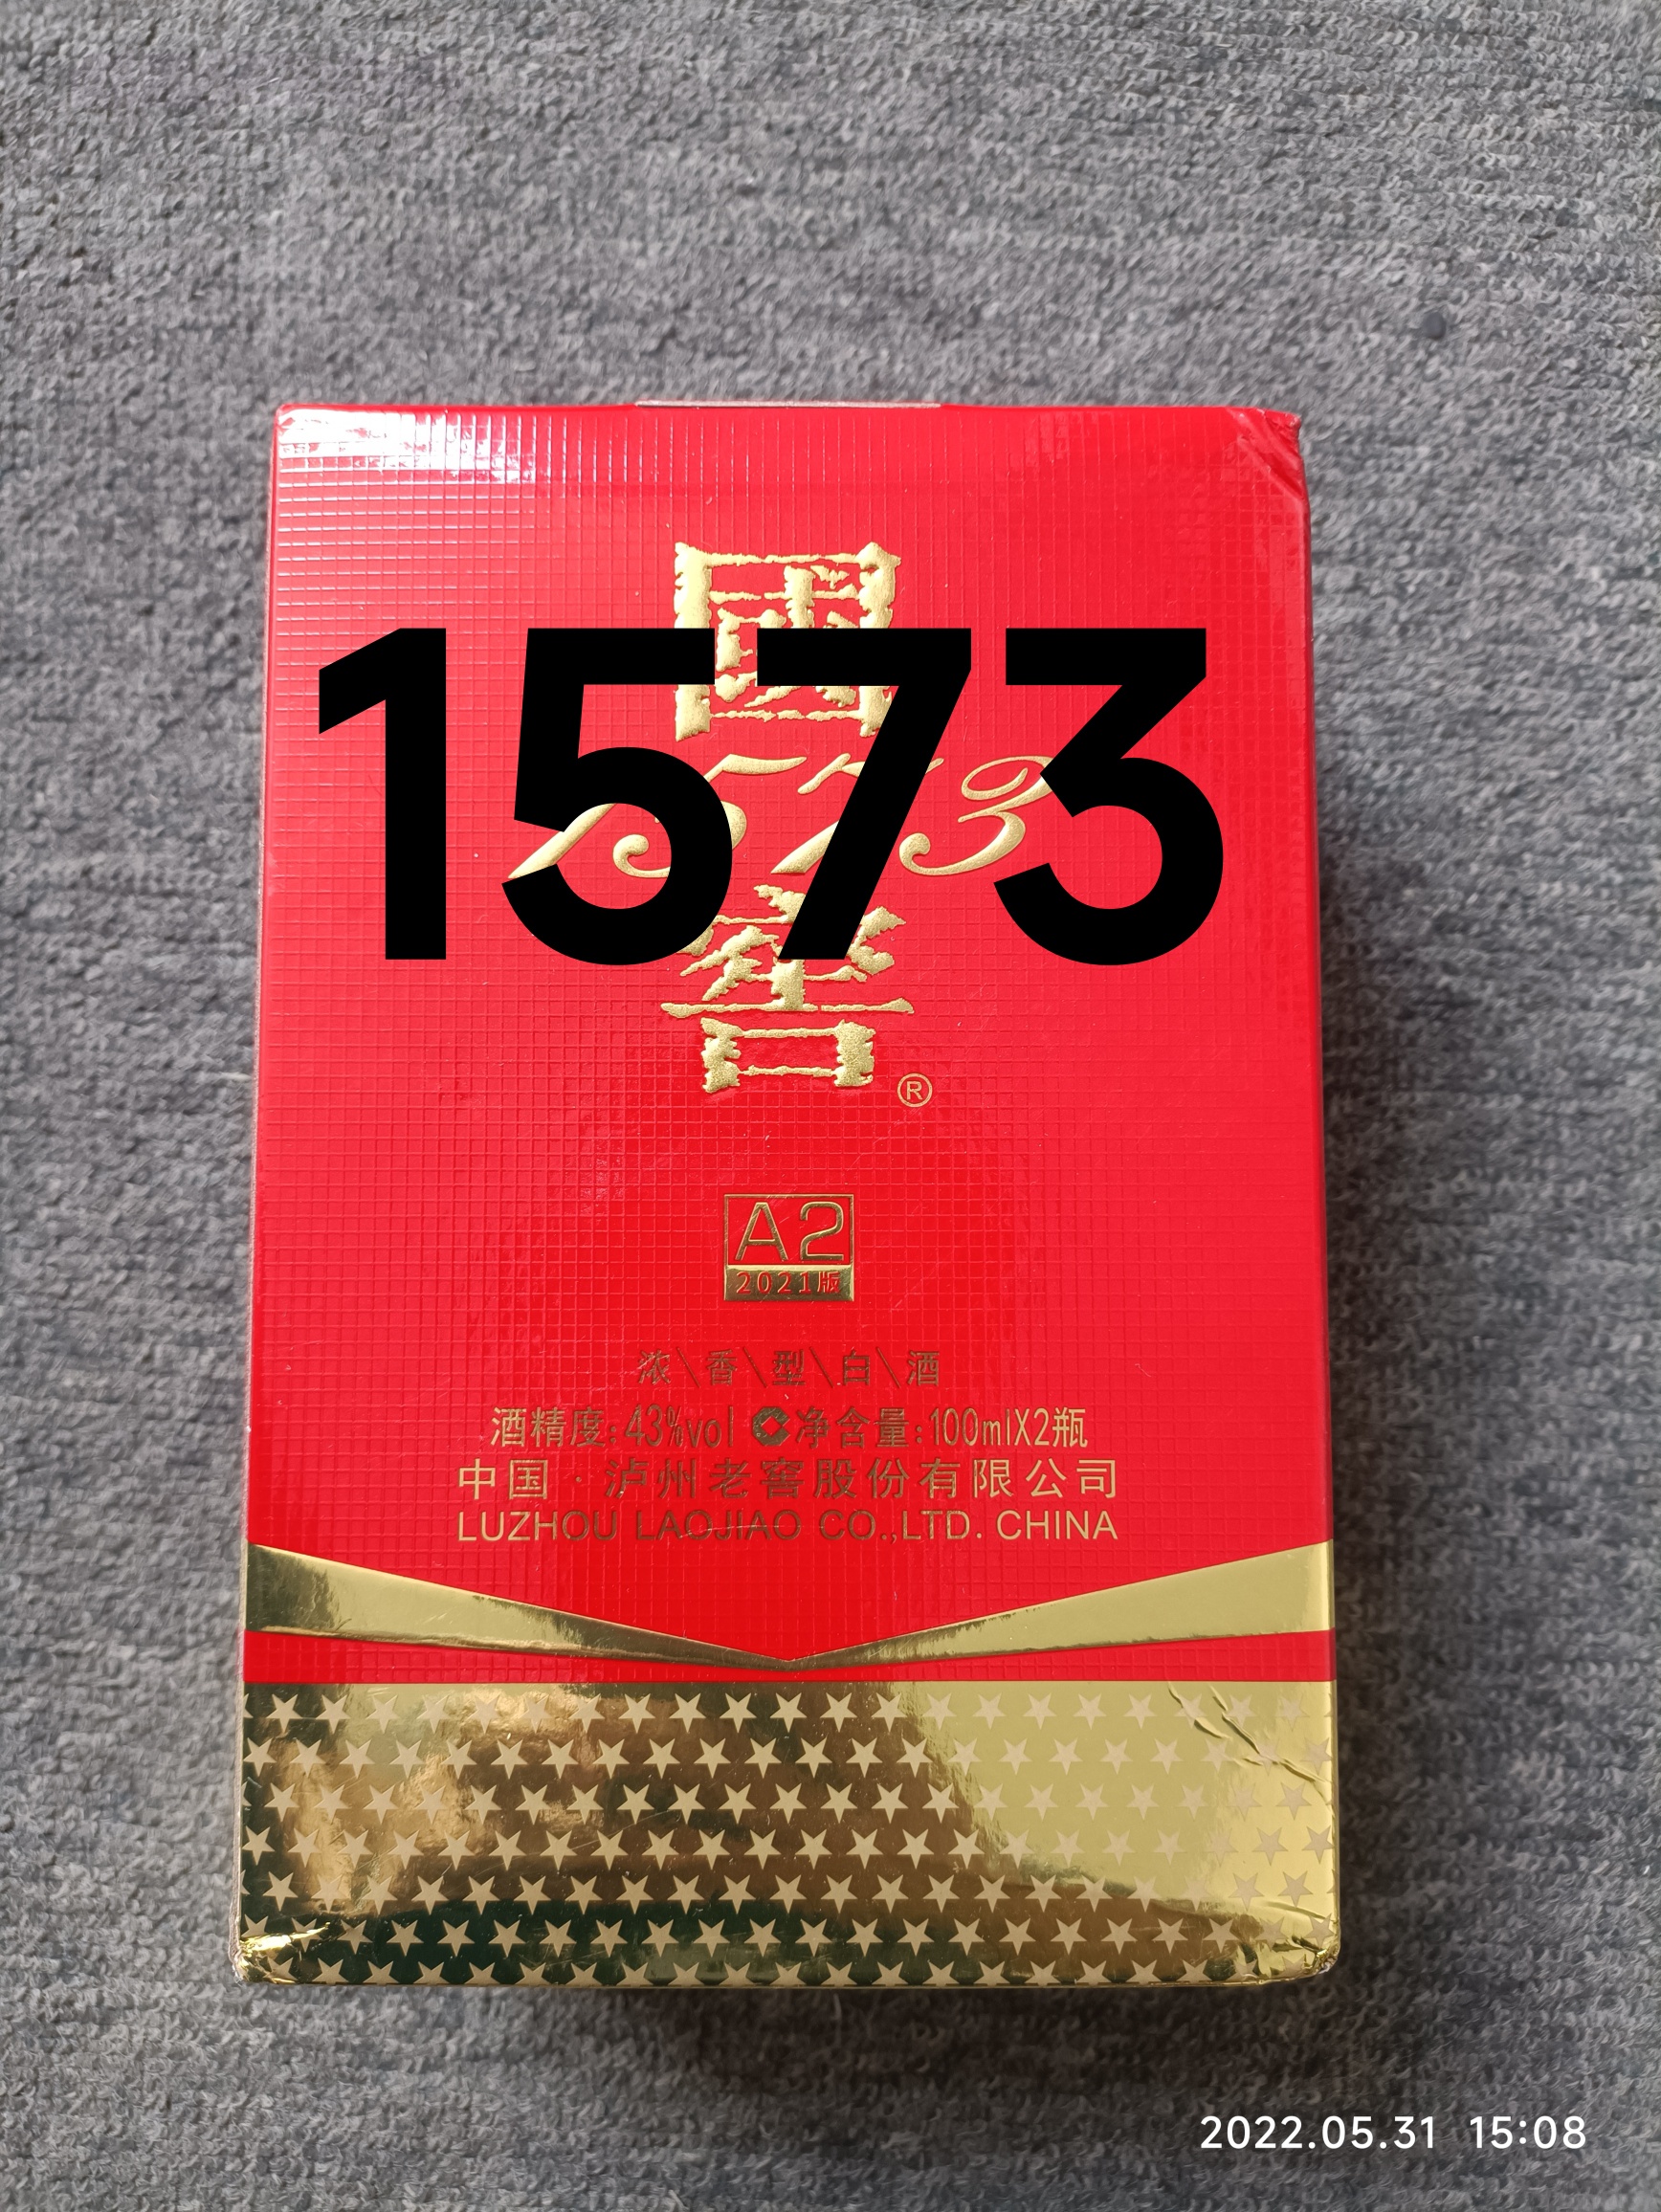 國
1573
1573
窖®
A2
2021版
浓\香\型\白\酒
酒精度:43%vol 净含量:100mlX2瓶
中国·泸州老窖股份有限公司
LUZHOU LAOJIAO CO.,LTD. CHINA
2022.05.31 15:08